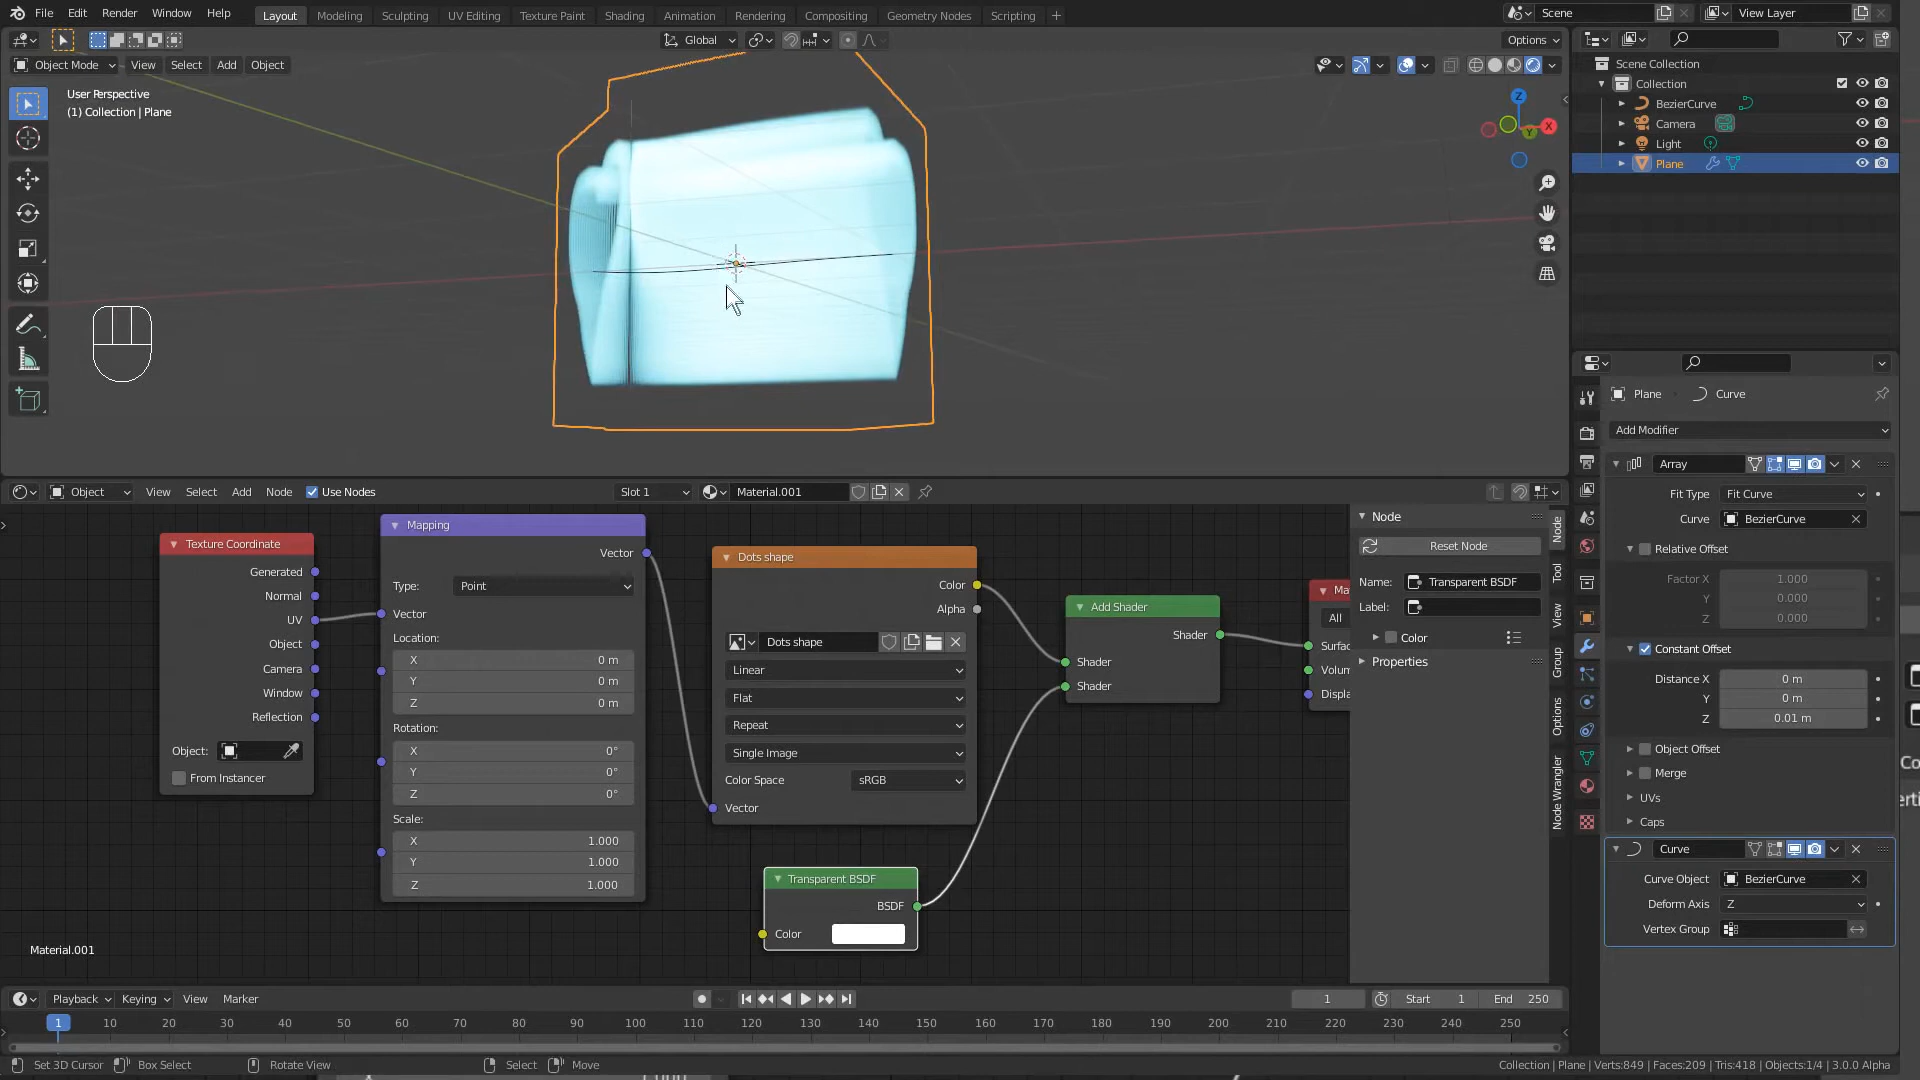 File Edit Render Window Help Layout Modeling Sculpting UV Editing Texture Paint Shading Animation Rendering Compositing Geometry Nodes Scripting + Scene View Layer
Global Options
Object Mode View Select Add Object
User Perspective
(1) Collection | Plane
Z
X
Y
Scene Collection
Collection
BezierCurve
Camera
Light
Plane
Plane Curve
Add Modifier
Array
Fit Type Fit Curve
Curve BezierCurve
Relative Offset
Factor X 1.000
Y 0.000
Z 0.000
Constant Offset
Distance X 0 m
Y 0 m
Z 0.01 m
Object Offset
Merge
UVs
Caps
Curve
Curve Object BezierCurve
Deform Axis Z
Vertex Group
Object View Select Add Node Use Nodes Slot 1 Material.001
Texture Coordinate
Generated
Normal
UV
Object
Camera
Window
Reflection
Object:
From Instancer
Mapping
Vector
Type: Point
Vector
Location:
X 0 m
Y 0 m
Z 0 m
Rotation:
X 0°
Y 0°
Z 0°
Scale:
X 1.000
Y 1.000
Z 1.000
Dots shape
Color
Alpha
Dots shape
Linear
Flat
Repeat
Single Image
Color Space sRGB
Vector
Transparent BSDF
BSDF
Color
Add Shader
Shader
Shader
Shader
Ma
All
Surfac
Volun
Displa
Node
Reset Node
Name: Transparent BSDF
Label:
Color
Properties
Node
Tool
View
Group
Options
Node Wrangler
Material.001
Playback Keying View Marker 1 Start 1 End 250
1 10 20 30 40 50 60 70 80 90 100 110 120 130 140 150 160 170 180 190 200 210 220 230 240 250
Set 3D Cursor Box Select Rotate View Select Move Collection | Plane | Verts:849 | Faces:209 | Tris:418 | Objects:1/4 | 3.0.0 Alpha